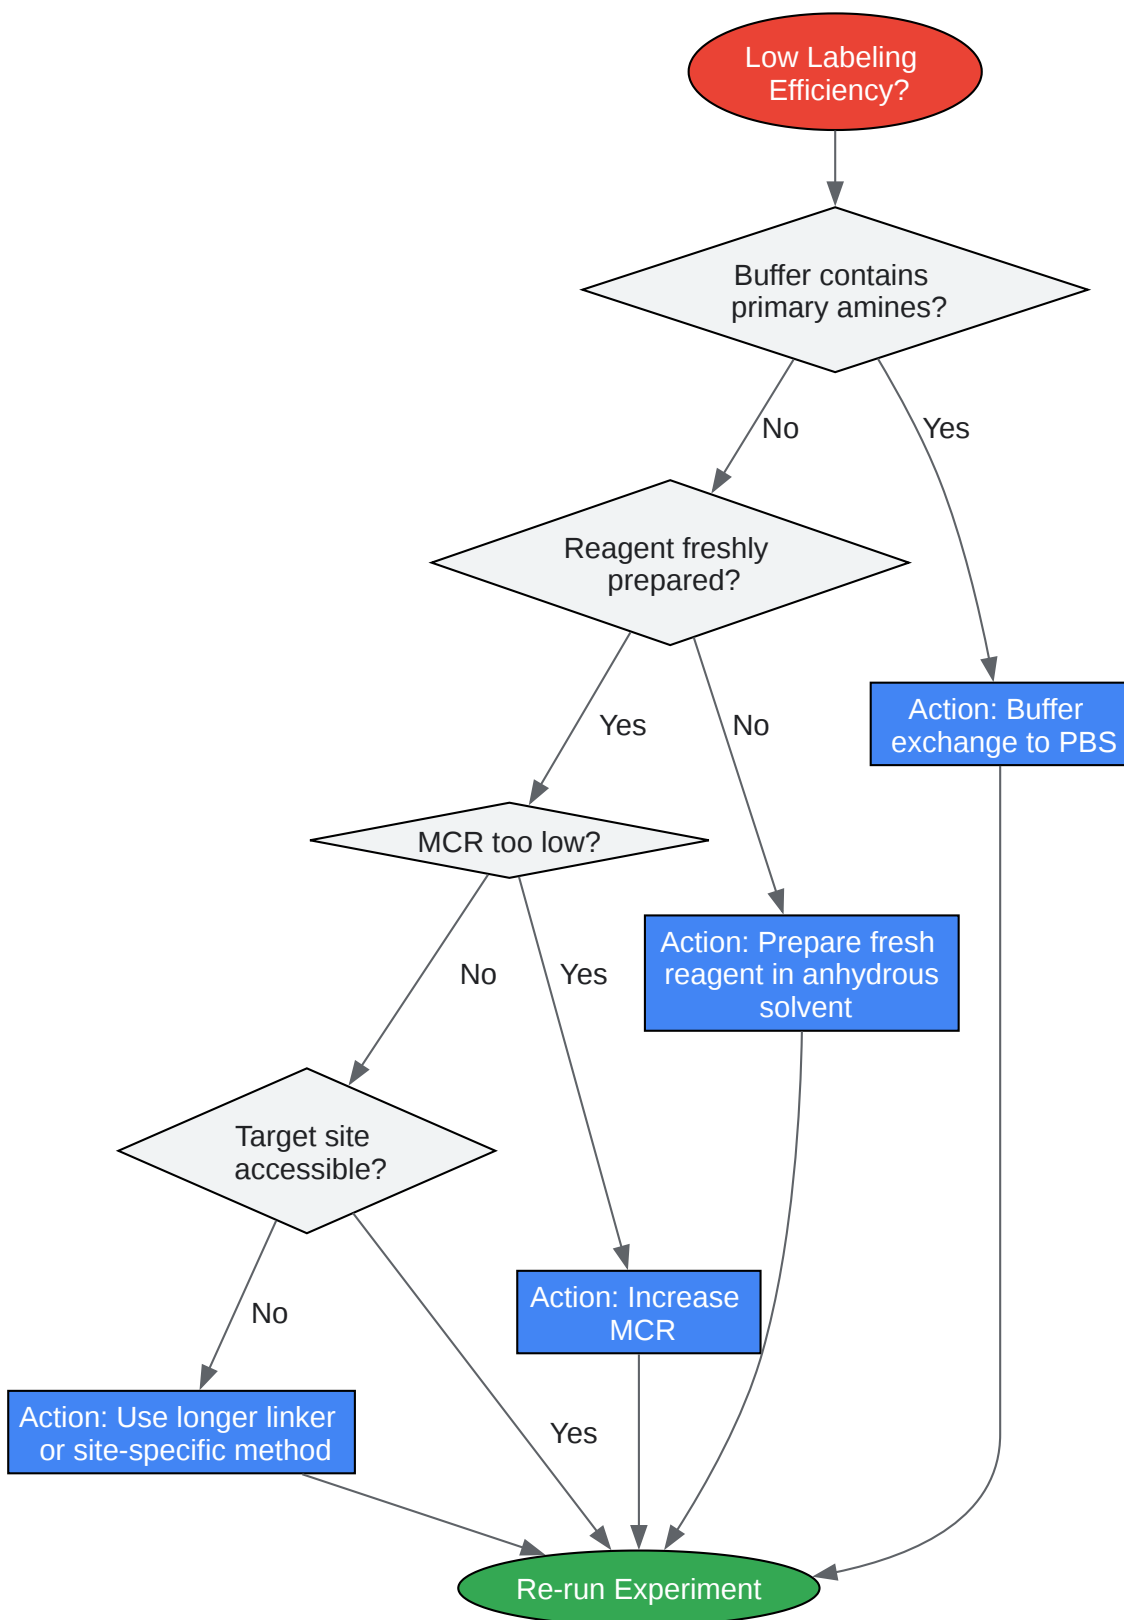 Low Labeling
Efficiency?
Buffer contains
primary amines?
No
Yes
Reagent freshly
prepared?
Yes
No
Action: Buffer
exchange to PBS
MCR too low?
No
Yes
Action: Prepare fresh
reagent in anhydrous
solvent
Target site
accessible?
No
Yes
Action: Increase
MCR
Action: Use longer linker
or site-specific method
Re-run Experiment